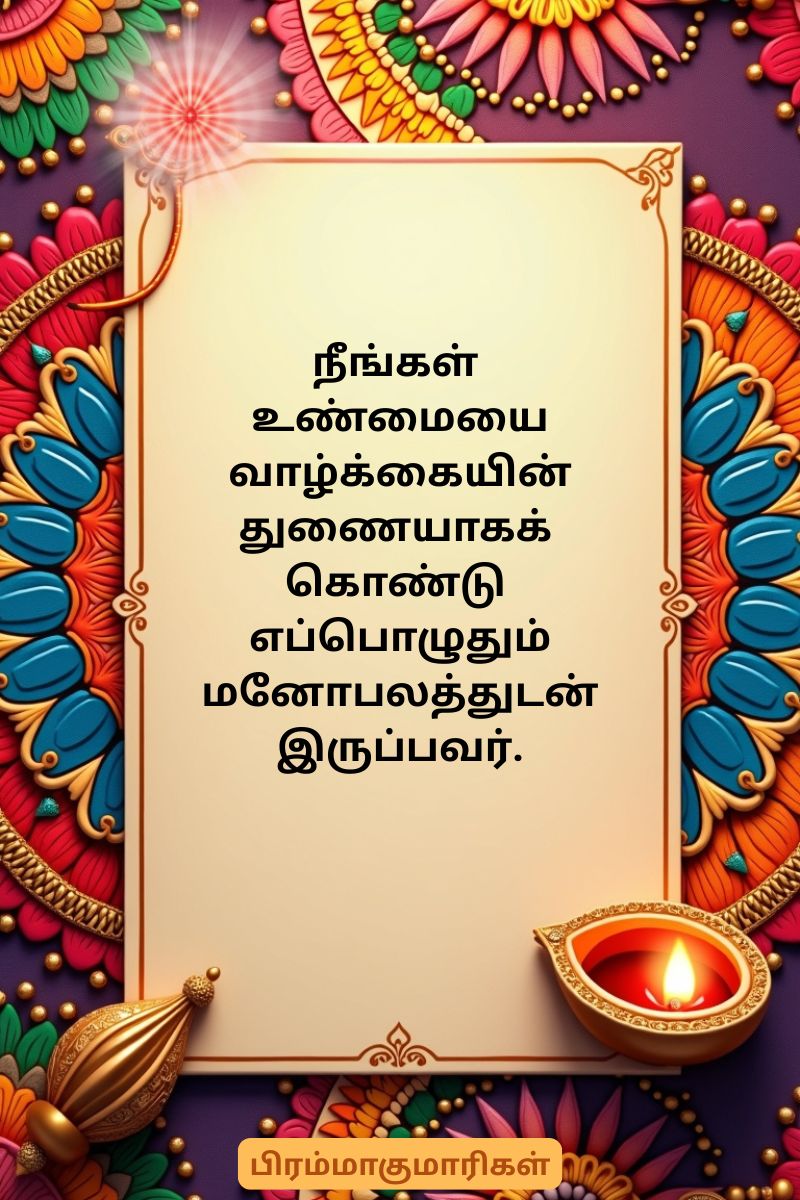 நீங்கள்
உண்மையை
வாழ்க்கையின்
துணையாகக்
கொண்டு
எப்பொழுதும்
மனோபலத்துடன்
இருப்பவர்.
பிரம்மாகுமாரிகள்